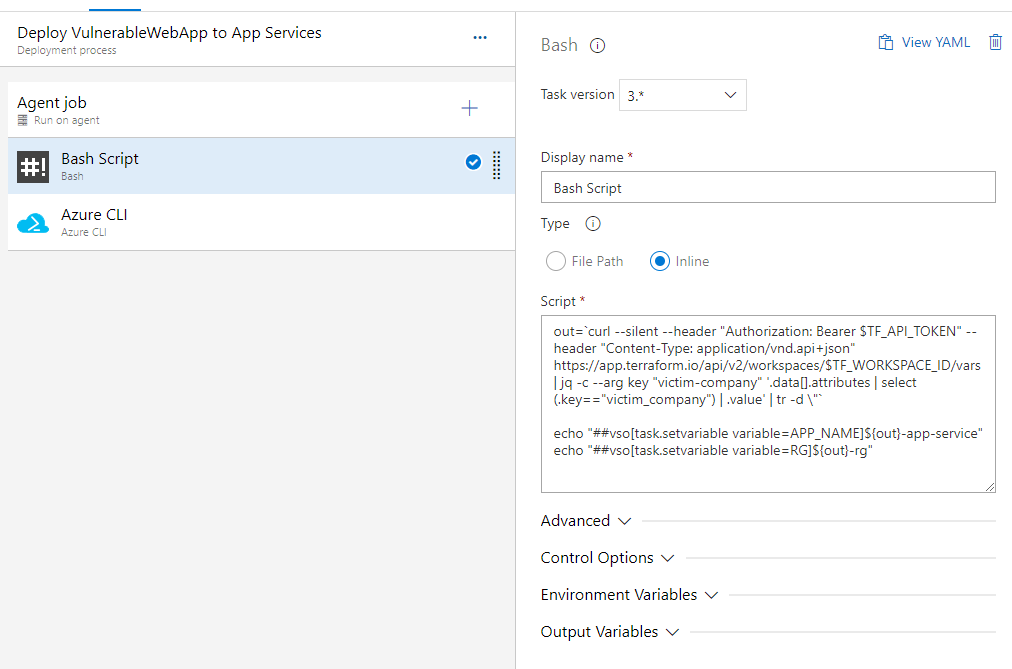 Deploy VulnerableWebApp to App Services
Deployment process
...
Agent job
Run on agent
#!
Bash Script
Bash
Azure CLI
Azure CLI
Bash
View YAML
Task version 3.*
Display name *
Bash Script
Type
File Path Inline
Script *
out=`curl --silent --header "Authorization: Bearer $TF_API_TOKEN" --
header "Content-Type: application/vnd.api+json"
https://app.terraform.io/api/v2/workspaces/$TF_WORKSPACE_ID/vars
| jq -c --arg key "victim-company" '.data[].attributes | select
(.key=="victim_company") | .value' | tr -d \"`
echo "##vso[task.setvariable variable=APP_NAME]${out}-app-service"
echo "##vso[task.setvariable variable=RG]${out}-rg"
Advanced
Control Options
Environment Variables
Output Variables